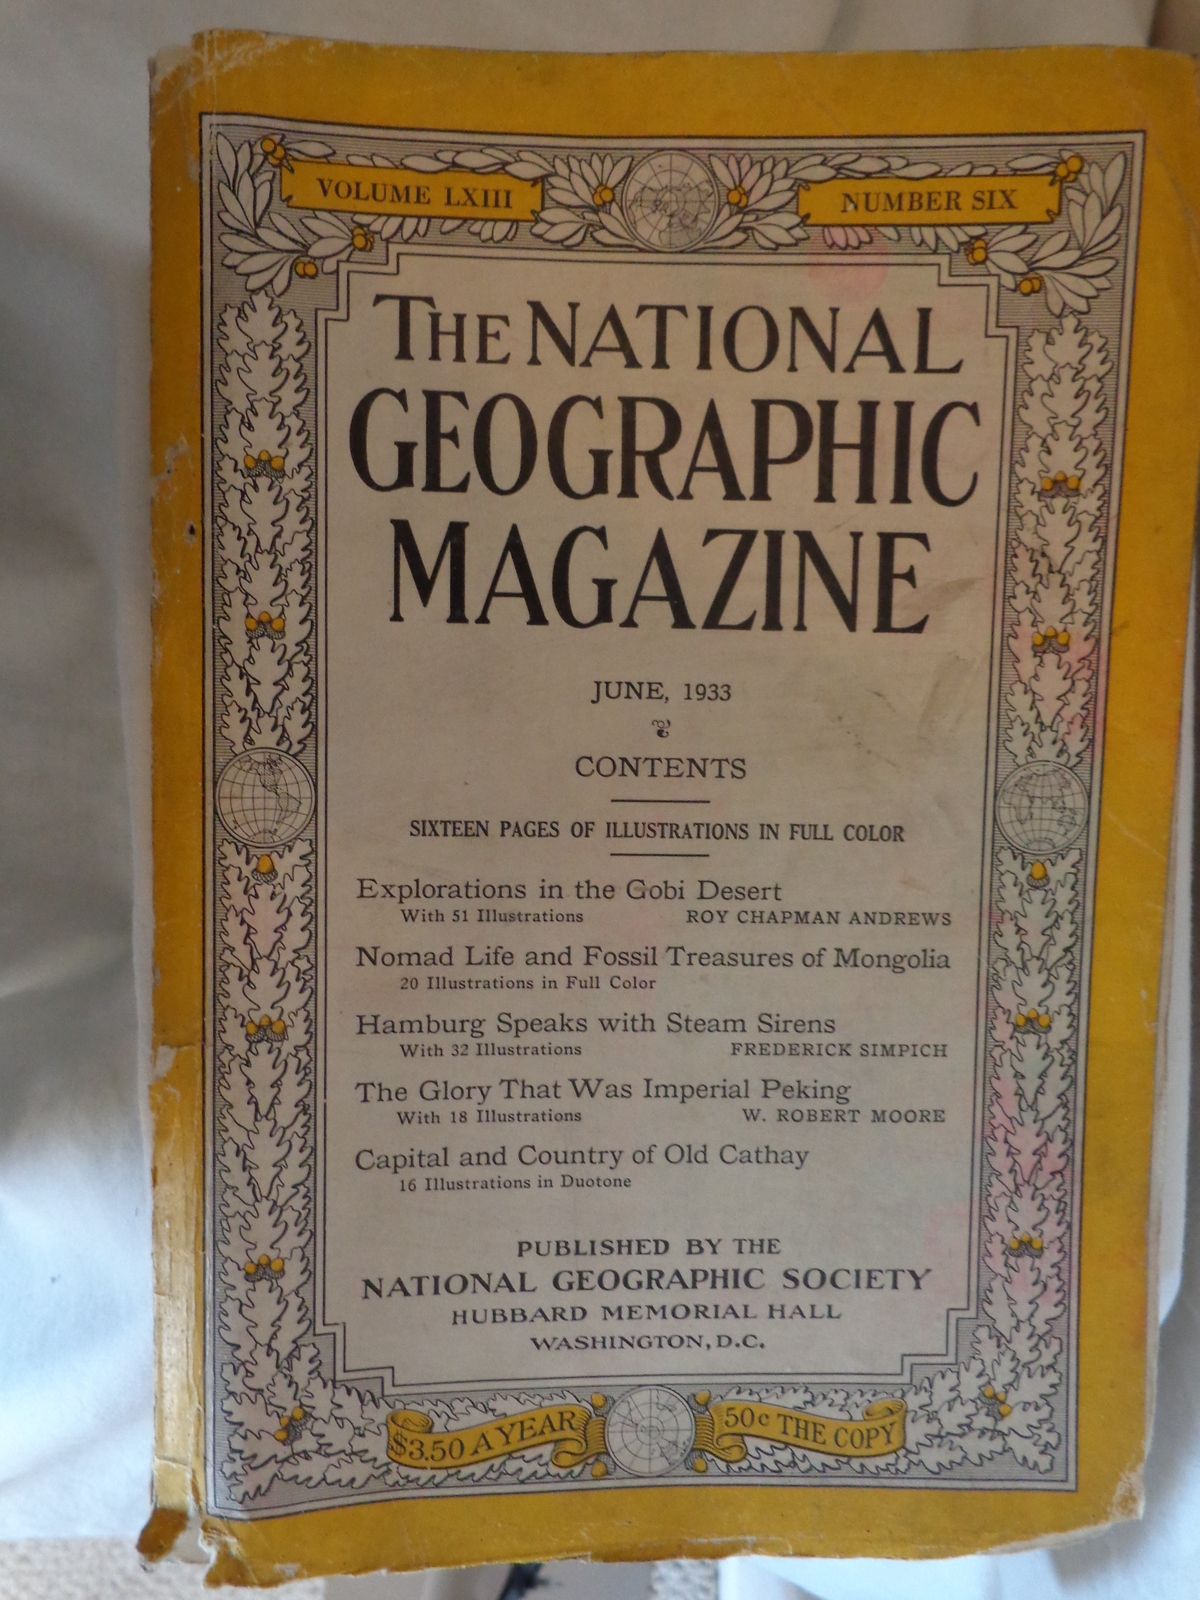 VOLUME LXIII
NUMBER SIX
THE NATIONAL
GEOGRAPHIC
MAGAZINE
JUNE, 1933
CONTENTS
SIXTEEN PAGES OF ILLUSTRATIONS IN FULL COLOR
Explorations in the Gobi Desert
With 51 Illustrations ROY CHAPMAN ANDREWS
Nomad Life and Fossil Treasures of Mongolia
20 Illustrations in Full Color
Hamburg Speaks with Steam Sirens
With 32 Illustrations FREDERICK SIMPICH
The Glory That Was Imperial Peking
With 18 Illustrations W. ROBERT MOORE
Capital and Country of Old Cathay
16 Illustrations in Duotone
PUBLISHED BY THE
NATIONAL GEOGRAPHIC SOCIETY
HUBBARD MEMORIAL HALL
WASHINGTON, D.C.
$3.50 A YEAR
50c THE COPY